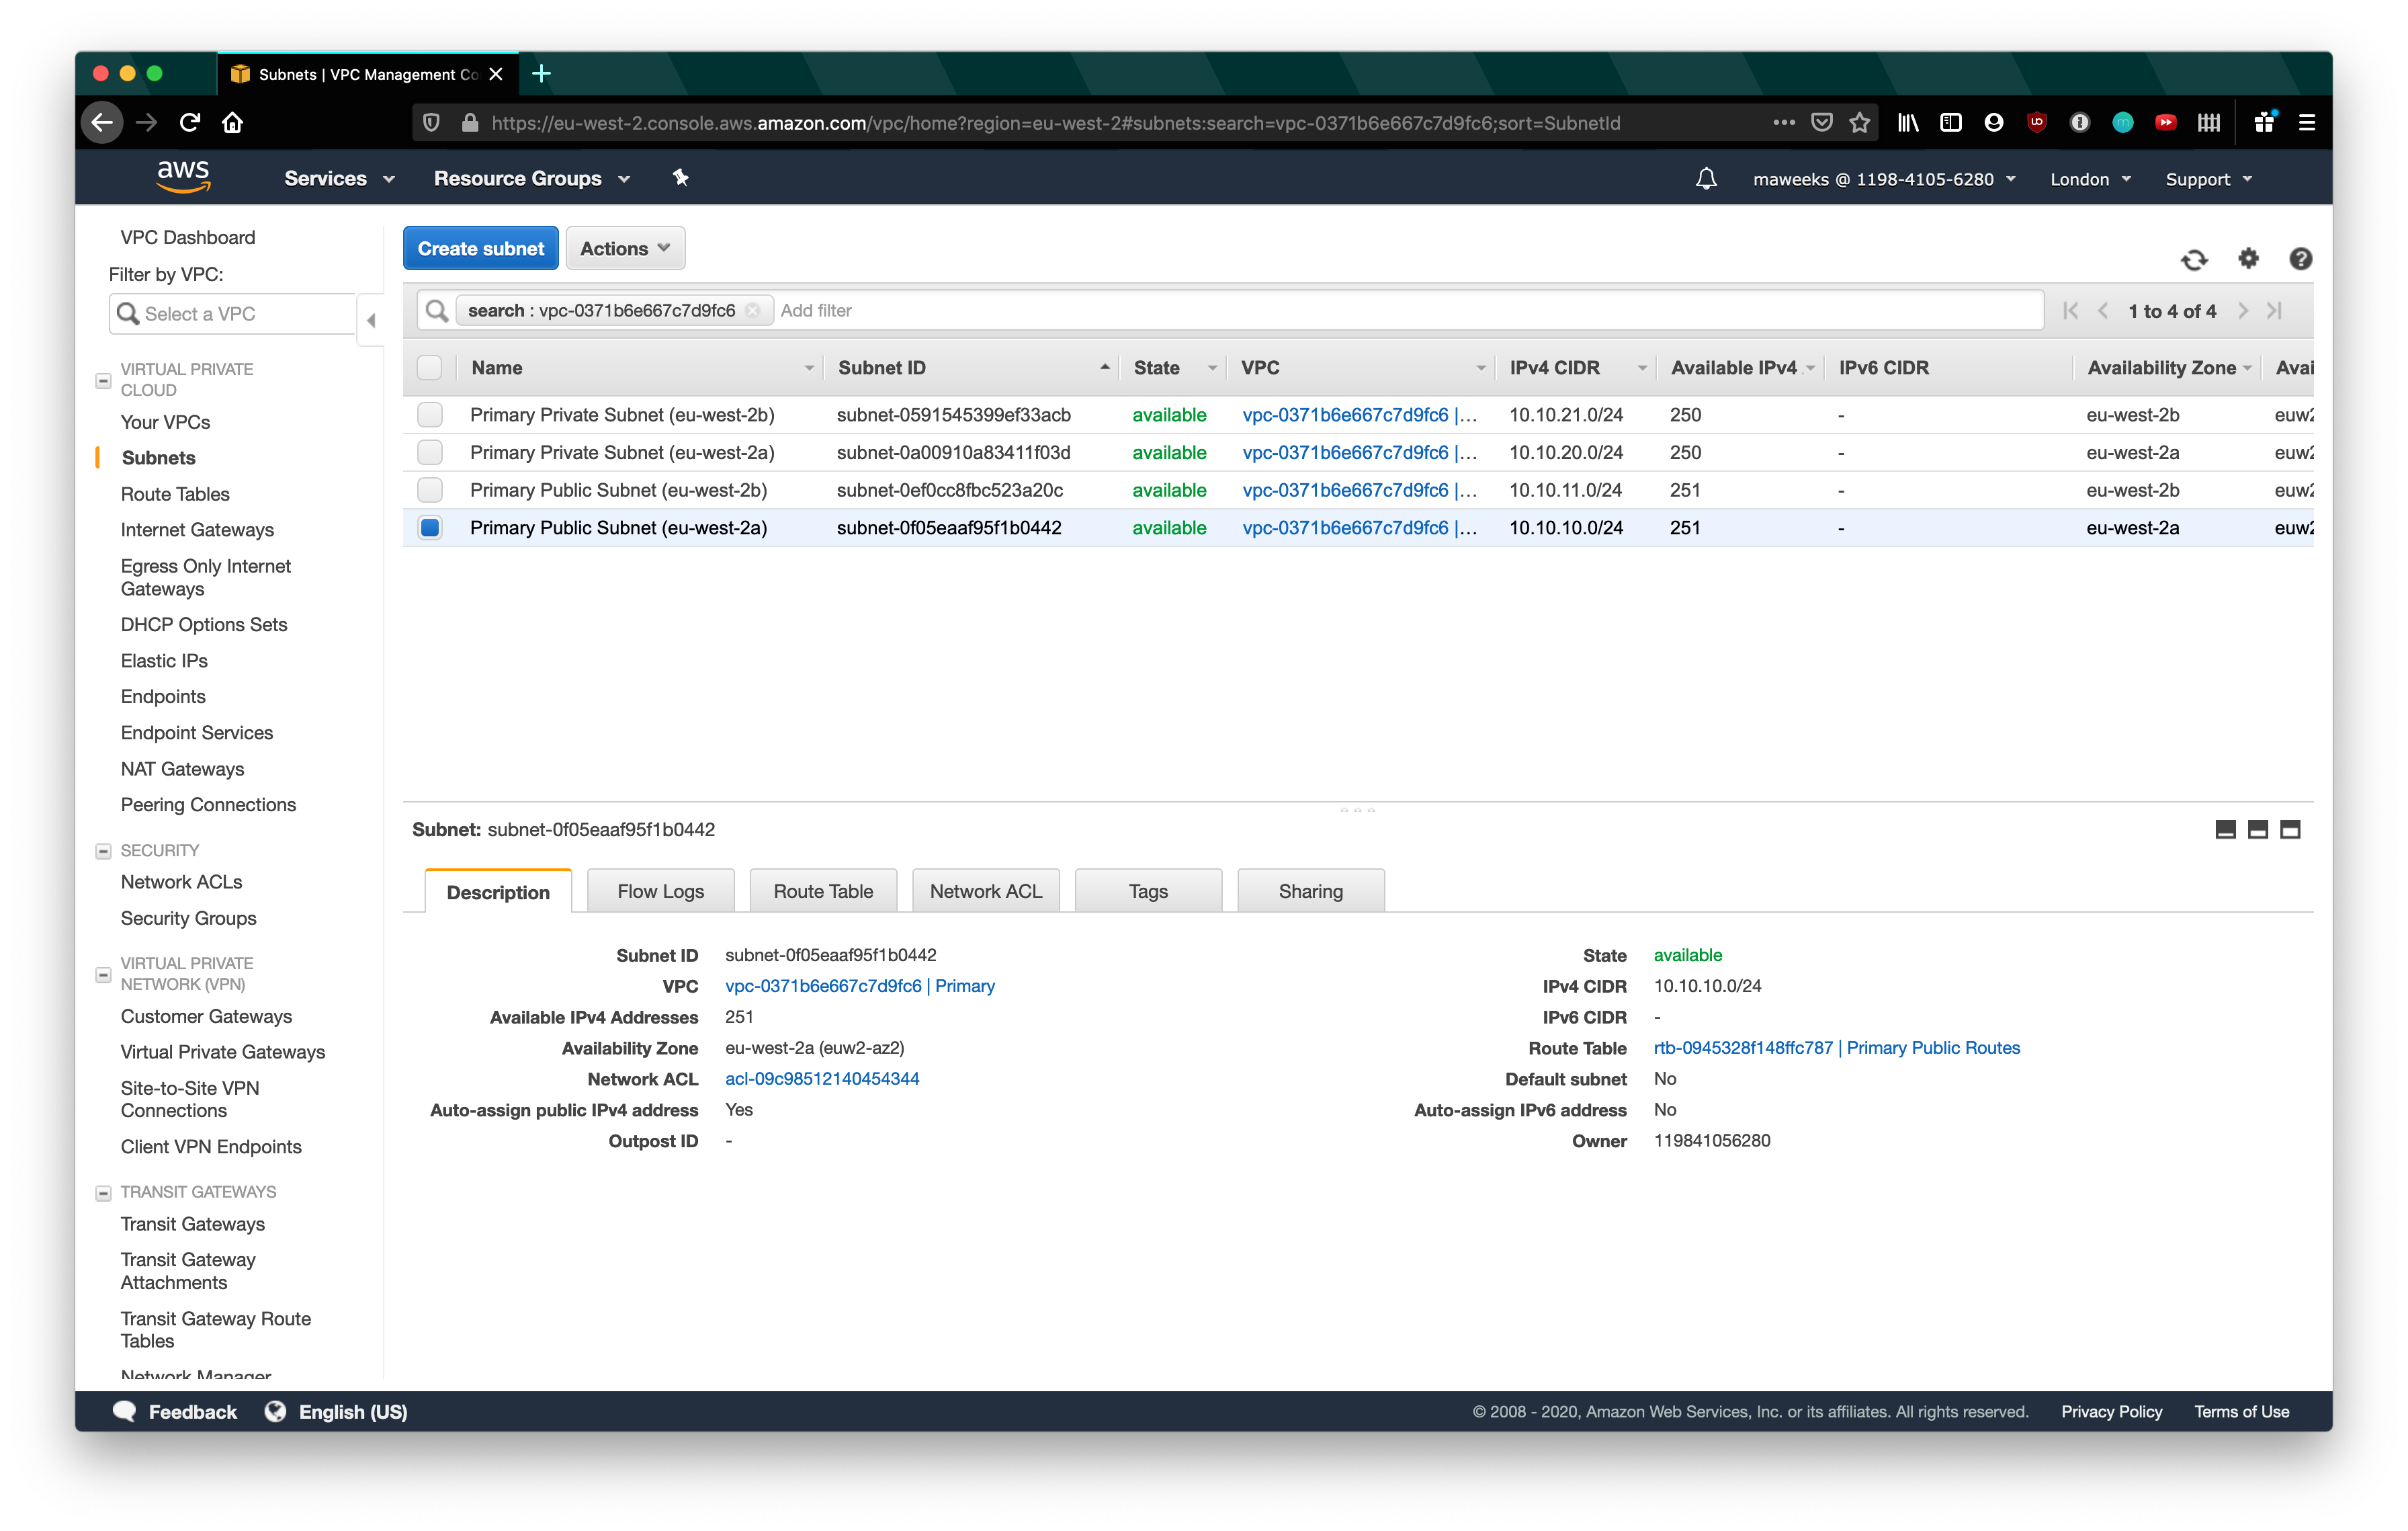 Subnets | VPC Management Co
https://eu-west-2.console.aws.amazon.com/vpc/home?region=eu-west-2#subnets:search=vpc-0371b6e667c7d9fc6;sort=SubnetId
aws Services Resource Groups maweeks @ 1198-4105-6280 London Support
VPC Dashboard
Filter by VPC:
Select a VPC
VIRTUAL PRIVATE
CLOUD
Your VPCs
Subnets
Route Tables
Internet Gateways
Egress Only Internet
Gateways
DHCP Options Sets
Elastic IPs
Endpoints
Endpoint Services
NAT Gateways
Peering Connections
SECURITY
Network ACLs
Security Groups
VIRTUAL PRIVATE
NETWORK (VPN)
Customer Gateways
Virtual Private Gateways
Site-to-Site VPN
Connections
Client VPN Endpoints
TRANSIT GATEWAYS
Transit Gateways
Transit Gateway
Attachments
Transit Gateway Route
Tables
Network Manager
Create subnet Actions
search : vpc-0371b6e667c7d9fc6 Add filter 1 to 4 of 4
Name Subnet ID State VPC IPv4 CIDR Available IPv4 IPv6 CIDR Availability Zone Avai
Primary Private Subnet (eu-west-2b) subnet-0591545399ef33acb available vpc-0371b6e667c7d9fc6 |... 10.10.21.0/24 250 - eu-west-2b euw2
Primary Private Subnet (eu-west-2a) subnet-0a00910a83411f03d available vpc-0371b6e667c7d9fc6 |... 10.10.20.0/24 250 - eu-west-2a euw2
Primary Public Subnet (eu-west-2b) subnet-0ef0cc8fbc523a20c available vpc-0371b6e667c7d9fc6 |... 10.10.11.0/24 251 - eu-west-2b euw2
Primary Public Subnet (eu-west-2a) subnet-0f05eaaf95f1b0442 available vpc-0371b6e667c7d9fc6 |... 10.10.10.0/24 251 - eu-west-2a euw2
Subnet: subnet-0f05eaaf95f1b0442
Description Flow Logs Route Table Network ACL Tags Sharing
Subnet ID subnet-0f05eaaf95f1b0442
VPC vpc-0371b6e667c7d9fc6 | Primary
Available IPv4 Addresses 251
Availability Zone eu-west-2a (euw2-az2)
Network ACL acl-09c98512140454344
Auto-assign public IPv4 address Yes
Outpost ID -
State available
IPv4 CIDR 10.10.10.0/24
IPv6 CIDR -
Route Table rtb-0945328f148ffc787 | Primary Public Routes
Default subnet No
Auto-assign IPv6 address No
Owner 119841056280
Feedback English (US) © 2008 - 2020, Amazon Web Services, Inc. or its affiliates. All rights reserved. Privacy Policy Terms of Use